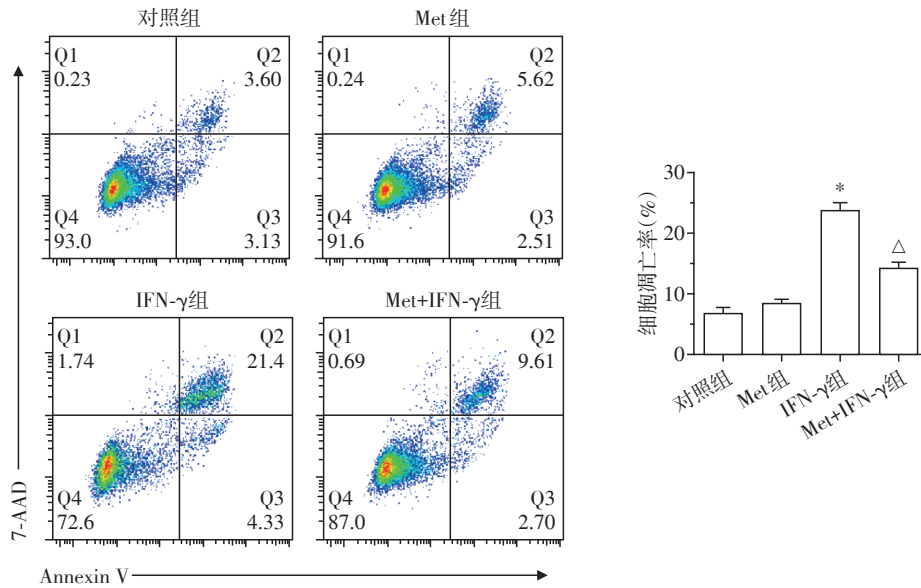 对照组
Q1
0.23
Q2
3.60
Q4
93.0
Q3
3.13
Met组
Q1
0.24
Q2
5.62
Q4
91.6
Q3
2.51
IFN-γ组
Q1
1.74
Q2
21.4
Q4
72.6
Q3
4.33
Met+IFN-γ组
Q1
0.69
Q2
9.61
Q4
87.0
Q3
2.70
7-AAD
Annexin V
细胞凋亡率(%)
30
20
10
0
*
△
对照组
Met组
IFN-γ组
Met+IFN-γ组